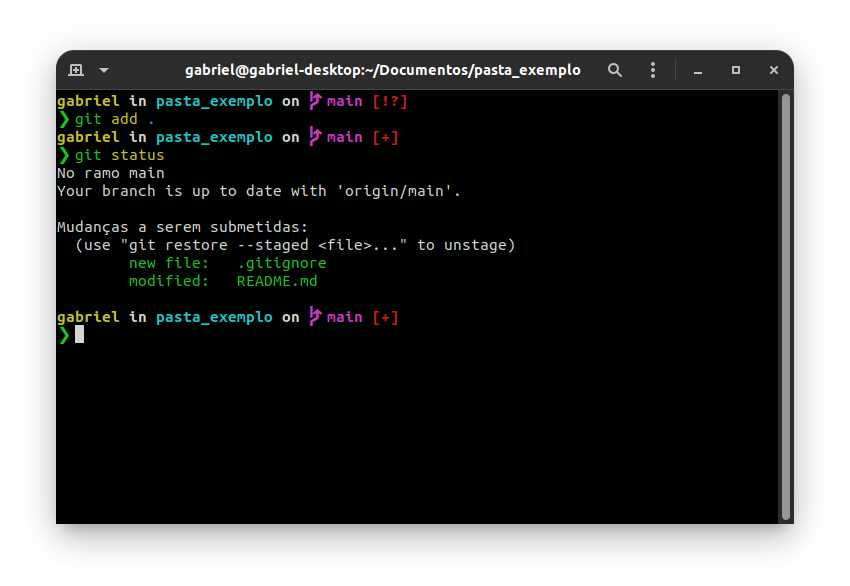 gabriel@gabriel-desktop:~/Documentos/pasta_exemplo
gabriel in pasta_exemplo on main [!?]
❯git add .
gabriel in pasta_exemplo on main [+]
❯git status
No ramo main
Your branch is up to date with 'origin/main'.
Mudanças a serem submetidas:
(use "git restore --staged <file>..." to unstage)
new file:   .gitignore
modified:   README.md
gabriel in pasta_exemplo on main [+]
❯